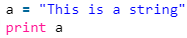 a = "This is a string"
print a